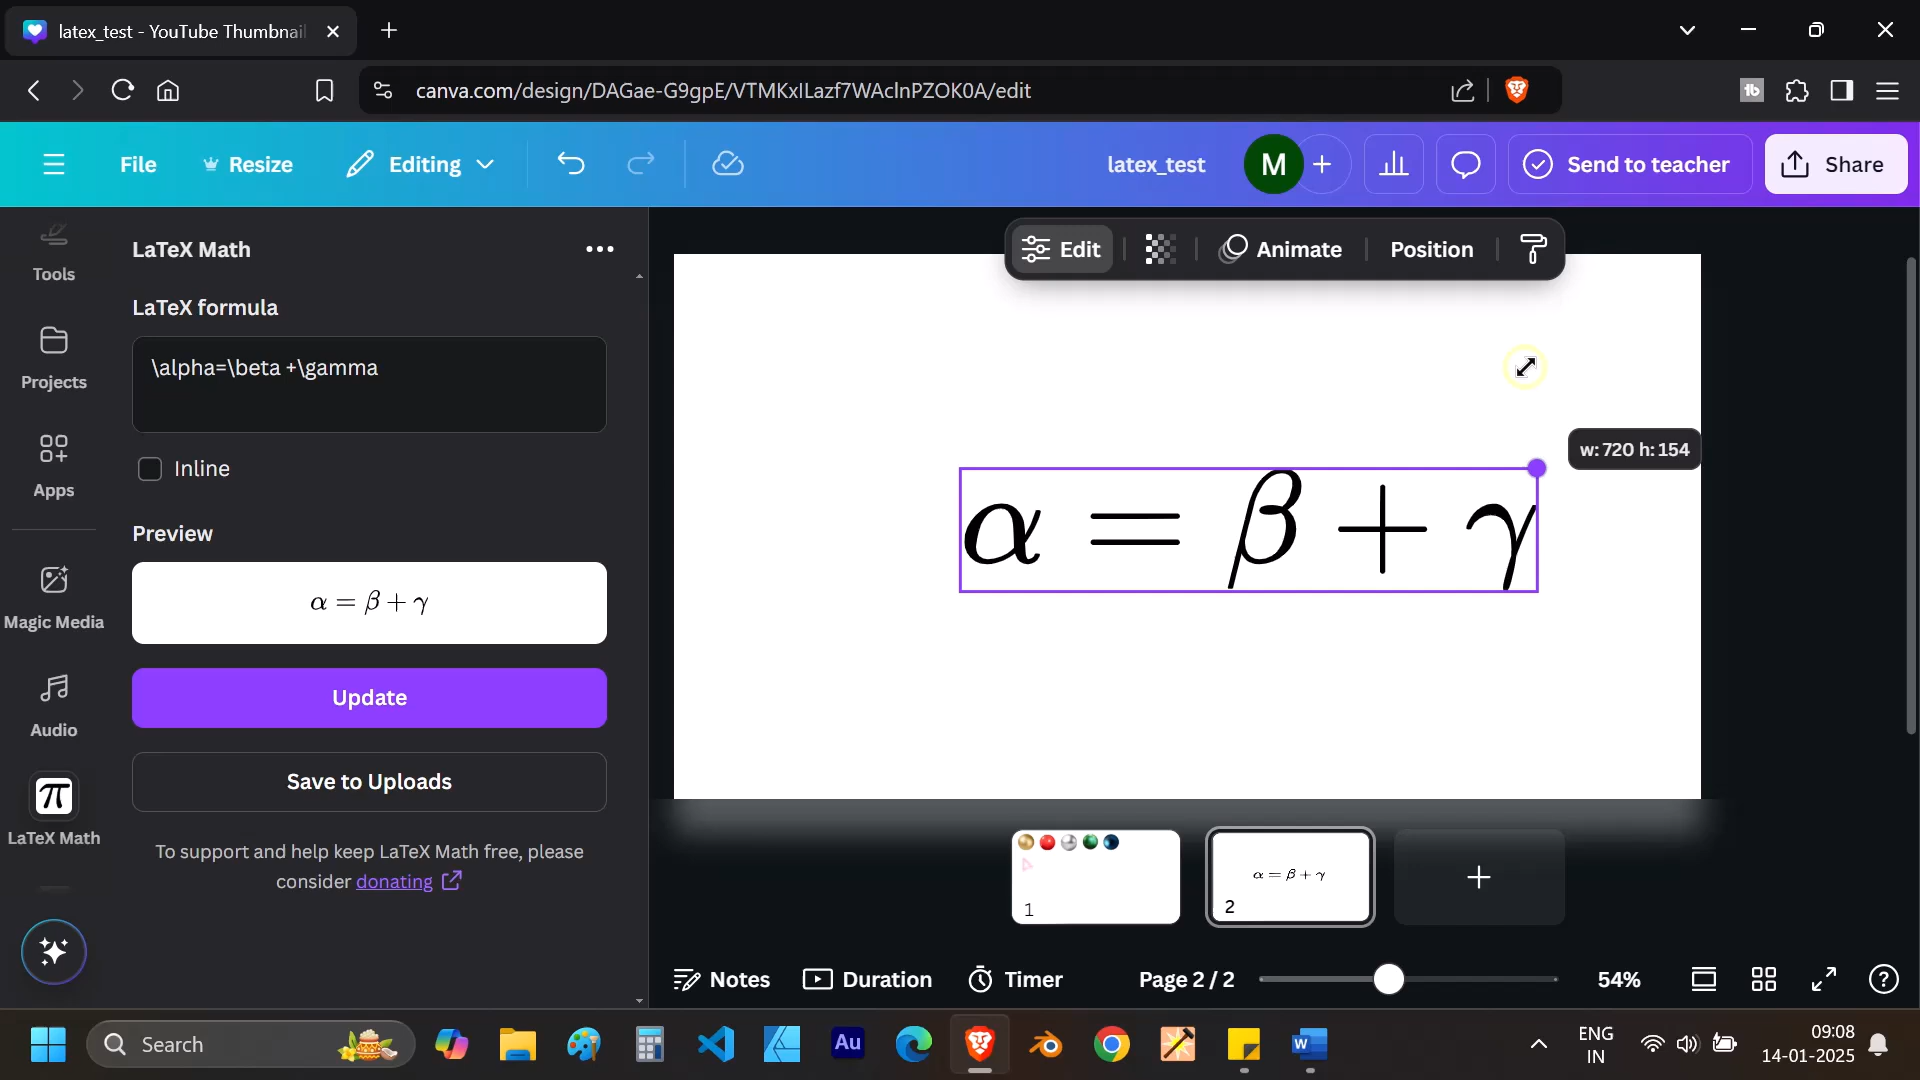 latex_test - YouTube Thumbnail
canva.com/design/DAGae-G9gpE/VTMKxILazf7WAclnPZOK0A/edit
File
Resize
Editing
latex_test
M
Send to teacher
Share
Tools
Projects
Apps
Magic Media
Audio
LaTeX Math
LaTeX Math
LaTeX formula
\alpha=\beta +\gamma
Inline
Preview
α = β + γ
Update
Save to Uploads
To support and help keep LaTeX Math free, please
consider donating
Edit
Animate
Position
w: 720 h: 154
α = β + γ
1
α = β + γ
2
Notes
Duration
Timer
Page 2 / 2
54%
Search
Au
ENG
IN
09:08
14-01-2025